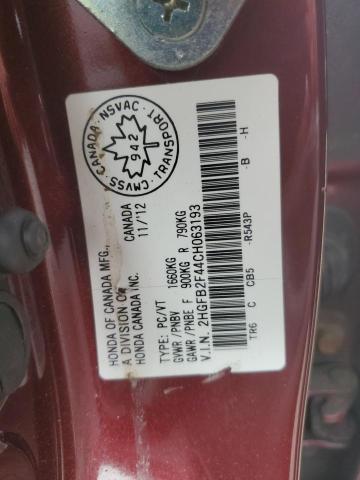 HONDA OF CANADA MFG.,
A DIVISION OF
HONDA CANADA INC.
CANADA
11/'12
CANADA·NSVAC·
942
CMVSS TRANSPORT
TYPE: PC/VT
GVWR /PNBV 1660KG
GAWR /PNBE F 900KG R 790KG
V.I.N. 2HGFB2F44CH063193
TR6 C CB5 -R543P -B -H